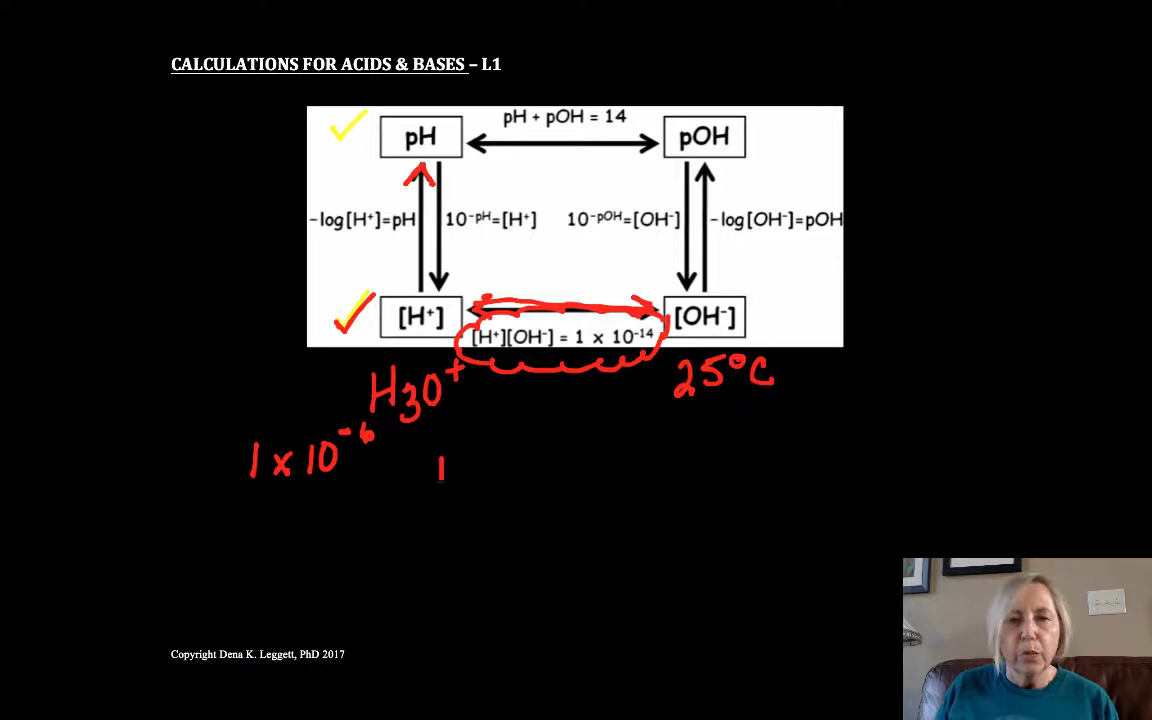 CALCULATIONS FOR ACIDS & BASES – L1
pH + pOH = 14
pH
pOH
-log[H⁺]=pH
10⁻ᵖᴴ=[H⁺]
10⁻ᵖᴼᴴ=[OH⁻]
-log[OH⁻]=pOH
[H⁺]
[OH⁻]
[H⁺][OH⁻] = 1 x 10⁻¹⁴
H₃O⁺
25°C
1 x 10⁻⁶
1
Copyright Dena K. Leggett, PhD 2017